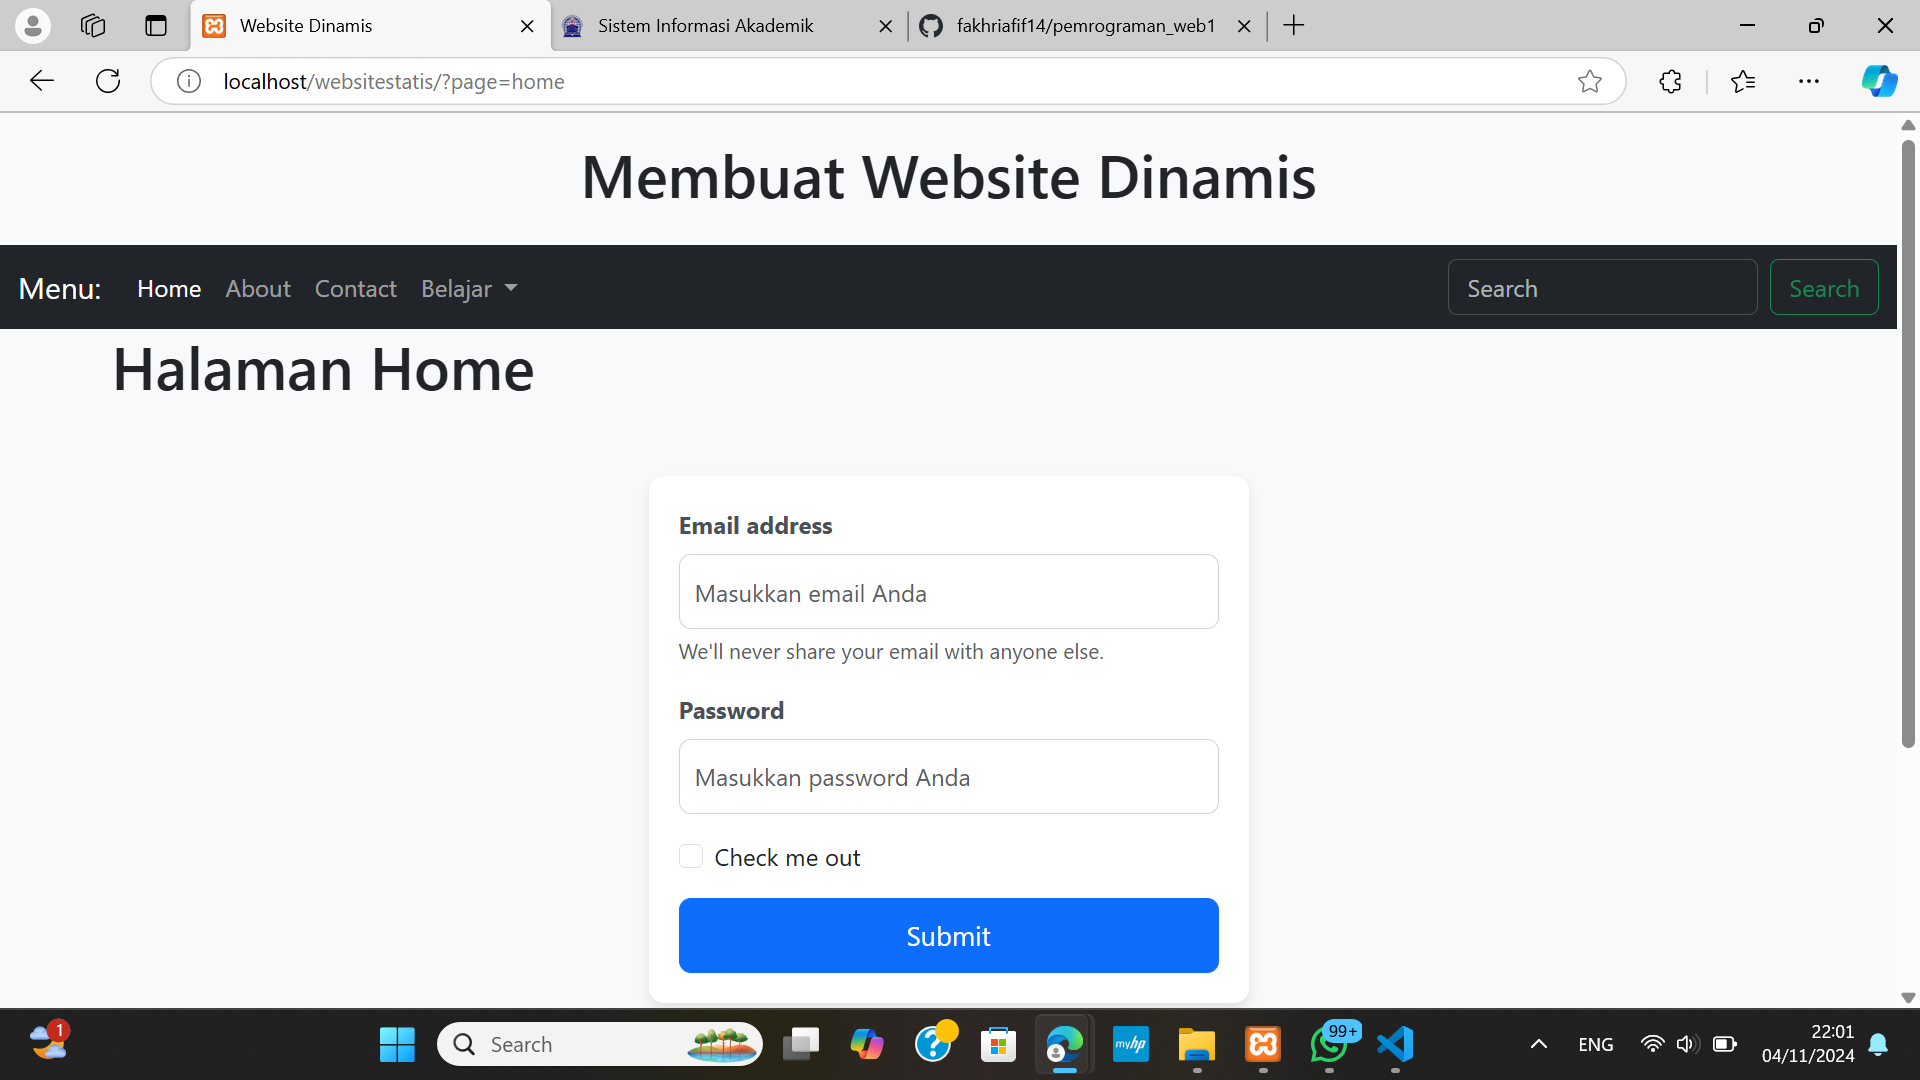 Website Dinamis
Sistem Informasi Akademik
fakhriafif14/pemrograman_web1
localhost/websitestatis/?page=home
Membuat Website Dinamis
Menu: Home About Contact Belajar Search Search
Halaman Home
Email address
Masukkan email Anda
We'll never share your email with anyone else.
Password
Masukkan password Anda
Check me out
Submit
1
Search
myhp
99+
ENG
22:01
04/11/2024